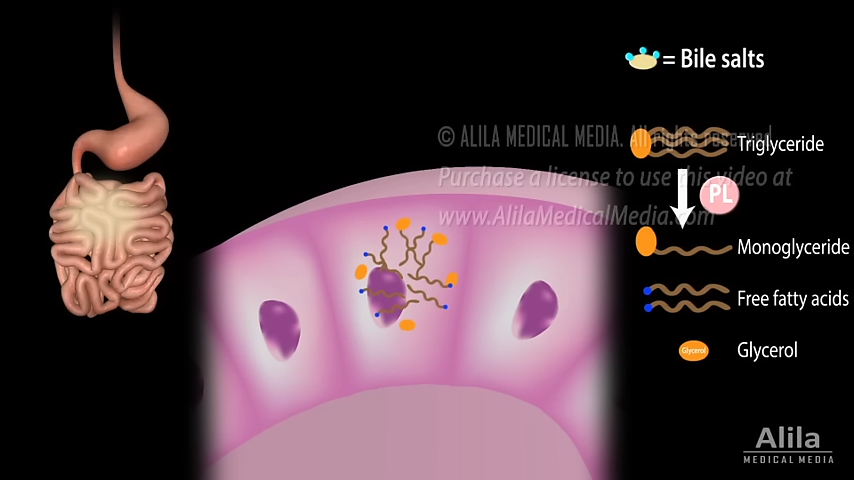 = Bile salts
© ALILA MEDICAL MEDIA. All rights reserved.
Purchase a license to use this video at
www.AlilaMedicalMedia.com
Triglyceride
PL
Monoglyceride
Free fatty acids
Glycerol
Glycerol
Alila
MEDICAL MEDIA